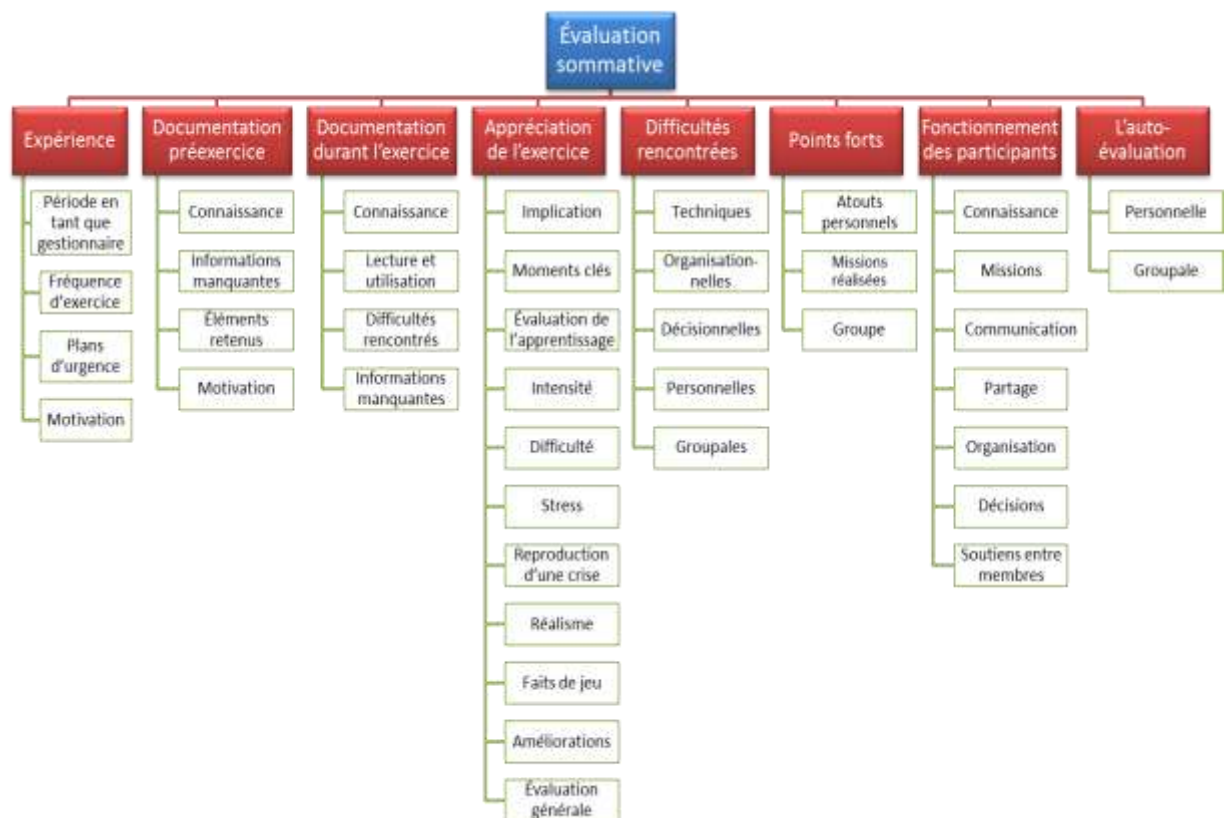 Évaluation
sommative
Expérience
Période en
tant que
gestionnaire
Fréquence
d'exercice
Plans
d'urgence
Motivation
Documentation
préexercice
Connaissance
Informations
manquantes
Éléments
retenus
Motivation
Documentation
durant l'exercice
Connaissance
Lecture et
utilisation
Difficultés
rencontrés
Informations
manquantes
Appréciation
de l'exercice
Implication
Moments clés
Évaluation de
l'apprentissage
Intensité
Difficulté
Stress
Reproduction
d'une crise
Réalisme
Faits de jeu
Améliorations
Évaluation
générale
Difficultés
rencontrées
Techniques
Organisation-
nelles
Décisionnelles
Personnelles
Groupales
Points forts
Atouts
personnels
Missions
réalisées
Groupe
Fonctionnement
des participants
Connaissance
Missions
Communication
Partage
Organisation
Décisions
Soutiens entre
membres
L'auto-
évaluation
Personnelle
Groupale